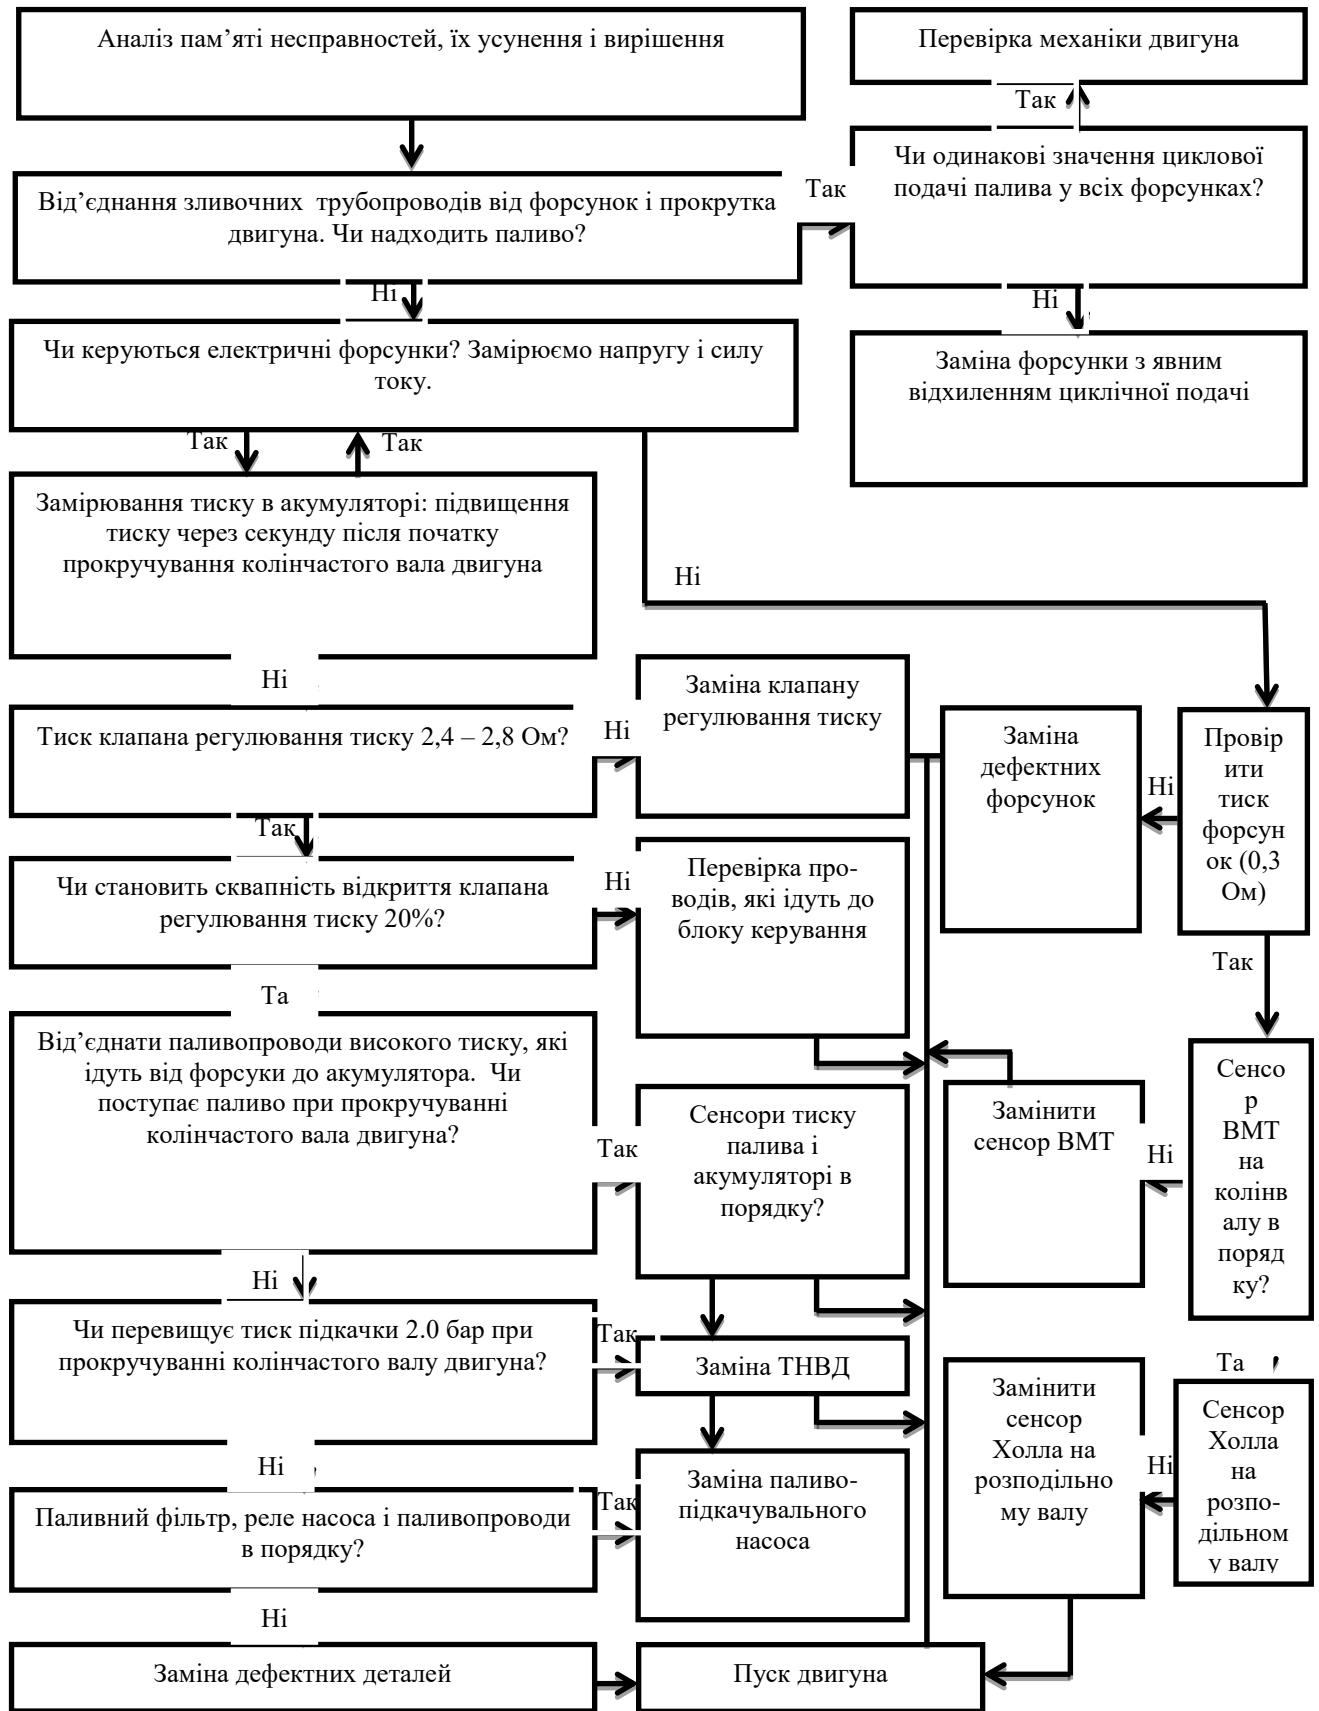 Аналіз пам’яті несправностей, їх усунення і вирішення
Перевірка механіки двигуна
Так
Чи одинакові значення циклової
подачі палива у всіх форсунках?
Від’єднання зливочних трубопроводів від форсунок і прокрутка
двигуна. Чи надходить паливо?
Так
Ні
Ні
Чи керуються електричні форсунки? Замірюємо напругу і силу
току.
Заміна форсунки з явним
відхиленням циклічної подачі
Так
Так
Замірювання тиску в акумуляторі: підвищення
тиску через секунду після початку
прокручування колінчастого вала двигуна
Ні
Ні
Тиск клапана регулювання тиску 2,4 – 2,8 Ом?
Ні
Заміна клапану
регулювання тиску
Заміна
дефектних
форсунок
Ні
Провір
ити
тиск
форсун
ок (0,3
Ом)
Так
Чи становить сквапність відкриття клапана
регулювання тиску 20%?
Ні
Перевірка про-
водів, які ідуть до
блоку керування
Так
Та
Від’єднати паливопроводи високого тиску, які
ідуть від форсуки до акумулятора. Чи
поступає паливо при прокручуванні
колінчастого вала двигуна?
Так
Сенсори тиску
палива і
акумуляторі в
порядку?
Замінити
сенсор ВМТ
Ні
Сенсо
р
ВМТ
на
колінв
алу в
поряд
ку?
Ні
Чи перевищує тиск підкачки 2.0 бар при
прокручуванні колінчастого валу двигуна?
Так
Заміна ТНВД
Замінити
сенсор
Холла на
розподільно
му валу
Ні
Та
Сенсор
Холла
на
розпо-
дільном
у валу
Ні
Паливний фільтр, реле насоса і паливопроводи
в порядку?
Так
Заміна паливо-
підкачувального
насоса
Ні
Заміна дефектних деталей
Пуск двигуна